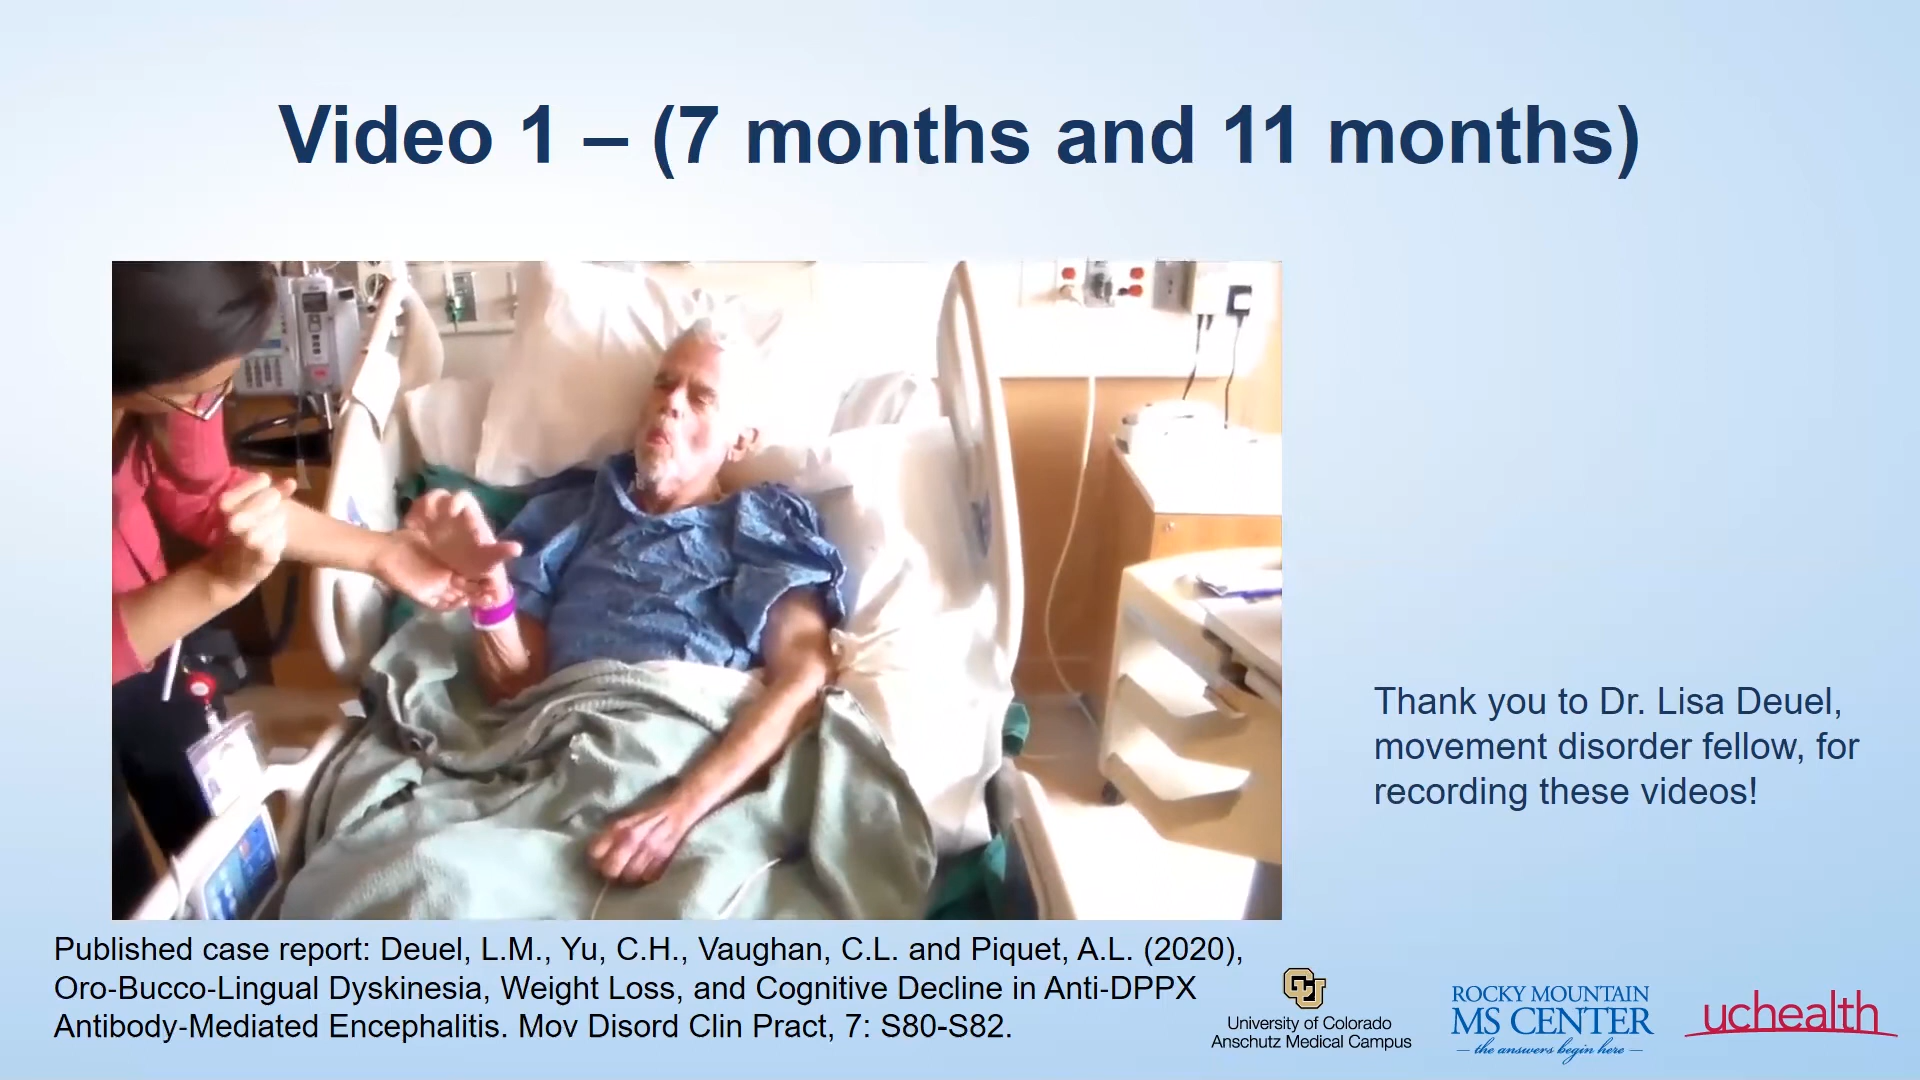 Video 1 – (7 months and 11 months)
Thank you to Dr. Lisa Deuel,
movement disorder fellow, for
recording these videos!
Published case report: Deuel, L.M., Yu, C.H., Vaughan, C.L. and Piquet, A.L. (2020),
Oro-Bucco-Lingual Dyskinesia, Weight Loss, and Cognitive Decline in Anti-DPPX
Antibody-Mediated Encephalitis. Mov Disord Clin Pract, 7: S80-S82.
CU
University of Colorado
Anschutz Medical Campus
ROCKY MOUNTAIN
MS CENTER
— the answers begin here —
uchealth